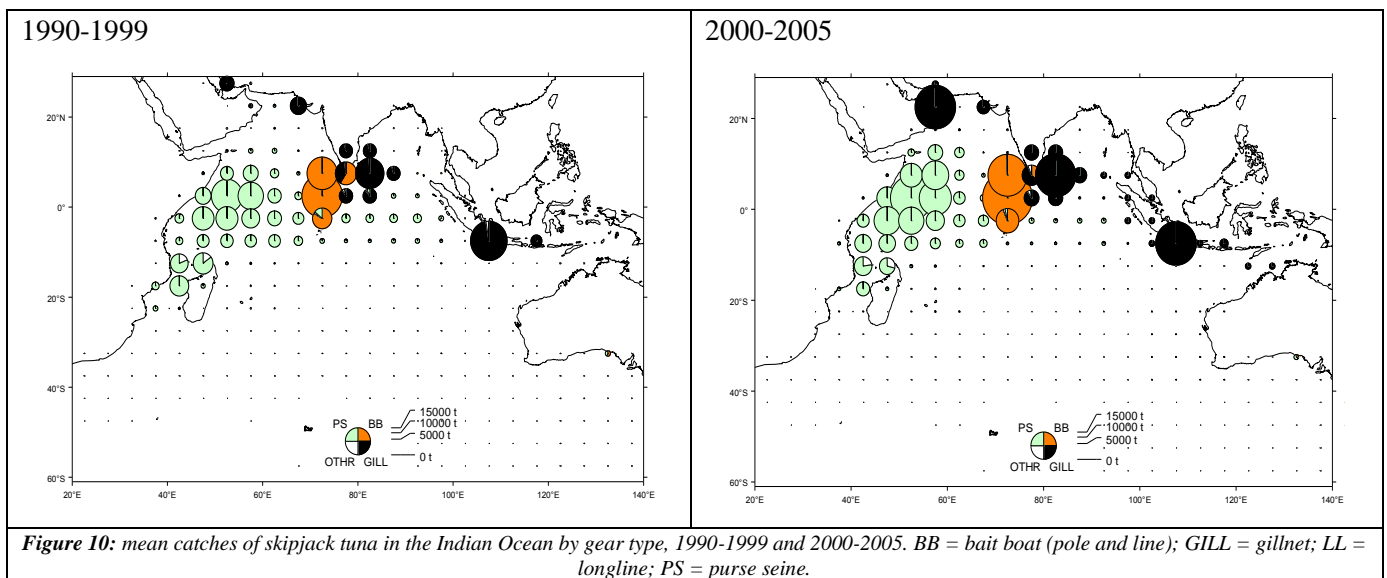 1990-1999
20°N
0°
20°S
40°S
60°S
20°E 40°E 60°E 80°E 100°E 120°E 140°E
PS BB
OTHR GILL
15000 t
10000 t
5000 t
0 t
2000-2005
20°N
0°
20°S
40°S
60°S
20°E 40°E 60°E 80°E 100°E 120°E 140°E
PS BB
OTHR GILL
15000 t
10000 t
5000 t
0 t
Figure 10: mean catches of skipjack tuna in the Indian Ocean by gear type, 1990-1999 and 2000-2005. BB = bait boat (pole and line); GILL = gillnet; LL =
longline; PS = purse seine.